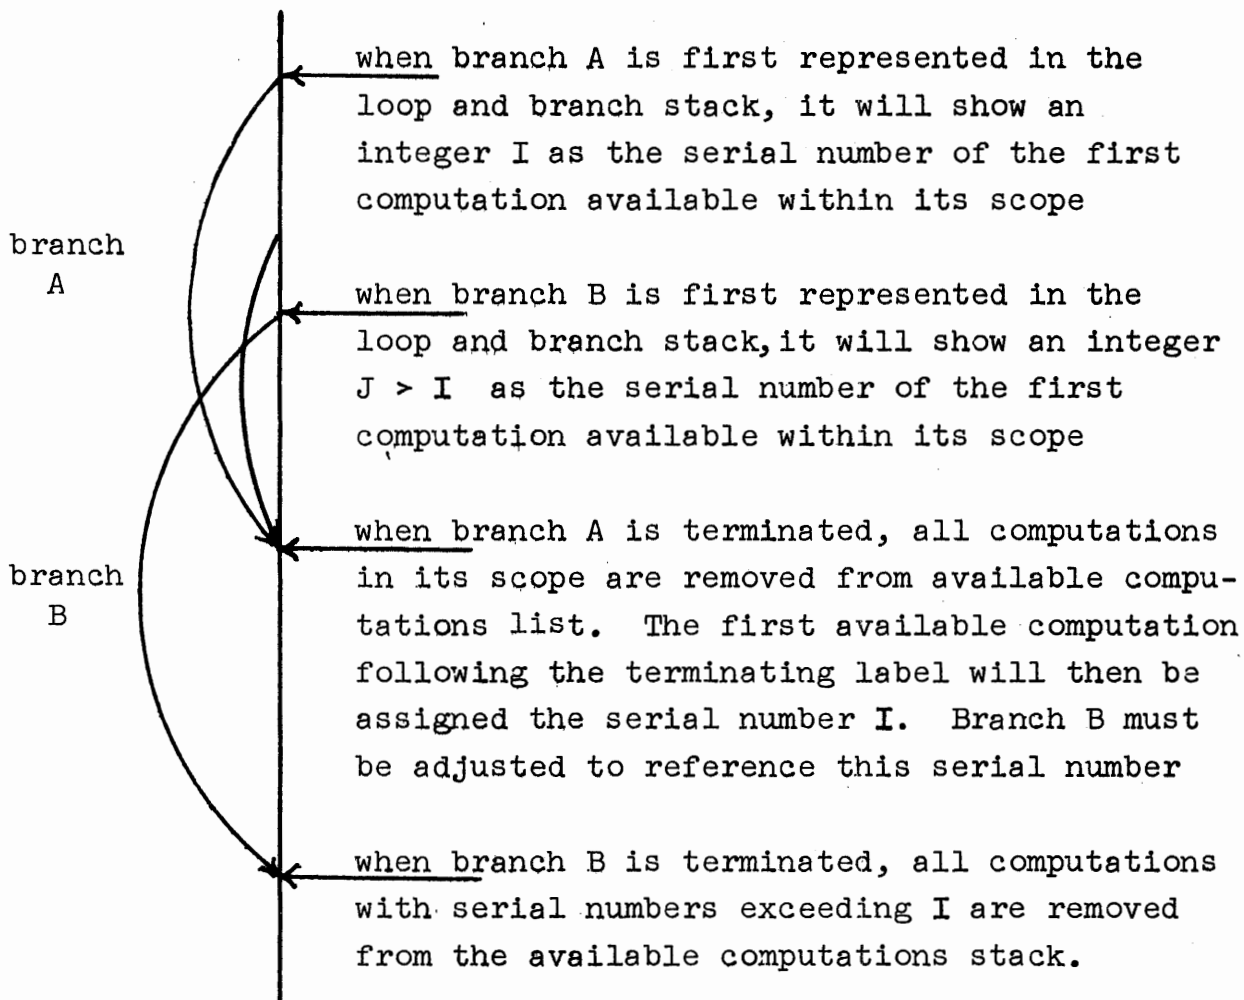 when branch A is first represented in the
loop and branch stack, it will show an
integer I as the serial number of the first
computation available within its scope
branch
A
when branch B is first represented in the
loop and branch stack, it will show an integer
J > I as the serial number of the first
computation available within its scope
when branch A is terminated, all computations
in its scope are removed from available compu-
tations list. The first available computation
following the terminating label will then be
assigned the serial number I. Branch B must
be adjusted to reference this serial number
branch
B
when branch B is terminated, all computations
with serial numbers exceeding I are removed
from the available computations stack.